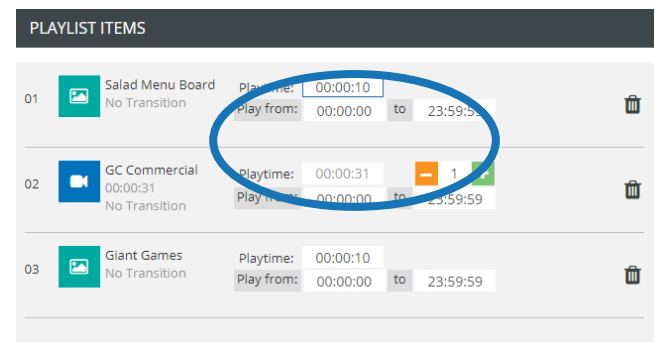 PLAYLIST ITEMS
01 Salad Menu Board Playtime: 00:00:10
No Transition Play from: 00:00:00 to 23:59:59
02 GC Commercial Playtime: 00:00:31 1
00:00:31 Play from: 00:00:00 to 23:59:59
No Transition
03 Giant Games Playtime: 00:00:10
No Transition Play from: 00:00:00 to 23:59:59